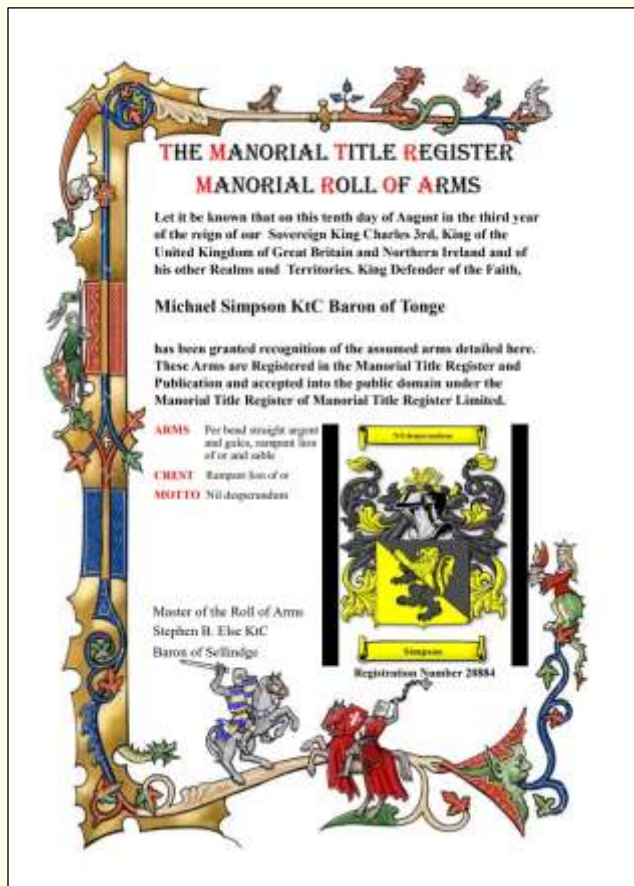 THE MANORIAL TITLE REGISTER
MANORIAL ROLL OF ARMS
Let it be known that on this tenth day of August in the third year
of the reign of our Sovereign King Charles 3rd, King of the
United Kingdom of Great Britain and Northern Ireland and of
his other Realms and Territories. King Defender of the Faith,
Michael Simpson KtC Baron of Tonge
has been granted recognition of the assumed arms detailed here.
These Arms are Registered in the Manorial Title Register and
Publication and accepted into the public domain under the
Manorial Title Register of Manorial Title Register Limited.
ARMS Per bend straight argent
and gules, rampant lion
of or and sable
CREST Rampant lion of or
MOTTO Nil desperandum
Nil desperandum
Simpson
Master of the Roll of Arms
Stephen B. Else KtC
Baron of Sellindge
Registration Number 28884